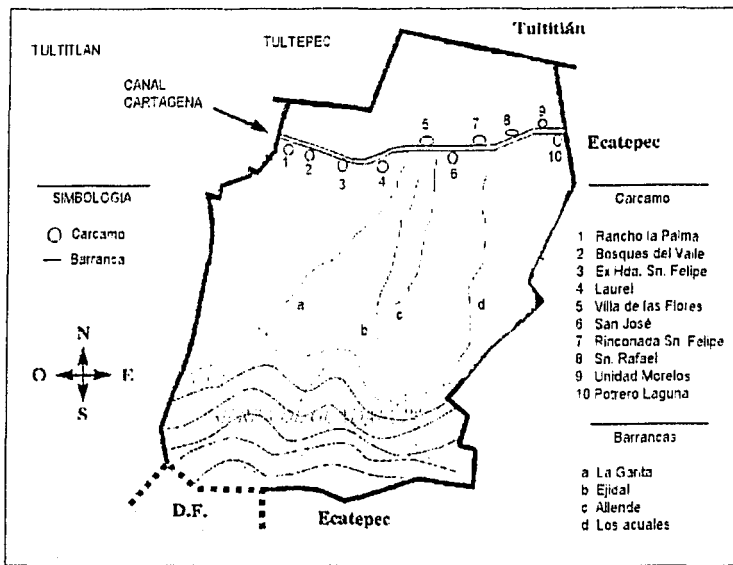 Tultitlán
TULTITLAN
TULTEPEC
CANAL
CARTAGENA
Ecatepec
1
2
3
4
5
6
7
8
9
10
SIMBOLOGIA
Carcamo
Barranca
N
O
E
S
a
b
c
d
D.F.
Ecatepec
Carcamo
1 Rancho la Palma
2 Bosques del Valle
3 Ex Hda. Sn. Felipe
4 Laurel
5 Villa de las Flores
6 San José
7 Rinconada Sn. Felipe
8 Sn. Rafael
9 Unidad Morelos
10 Potrero Laguna
Barrancas
a La Garita
b Ejidal
c Allende
d Los acuales